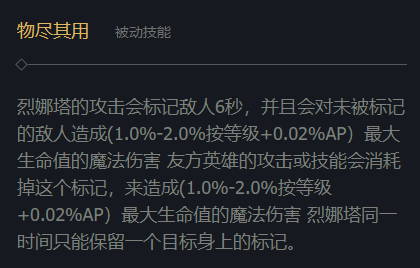 物尽其用 被动技能
烈娜塔的攻击会标记敌人6秒，并且会对未被标记
的敌人造成(1.0%-2.0%按等级+0.02%AP）最大
生命值的魔法伤害 友方英雄的攻击或技能会消耗
掉这个标记，来造成(1.0%-2.0%按等级
+0.02%AP）最大生命值的魔法伤害 烈娜塔同一
时间只能保留一个目标身上的标记。